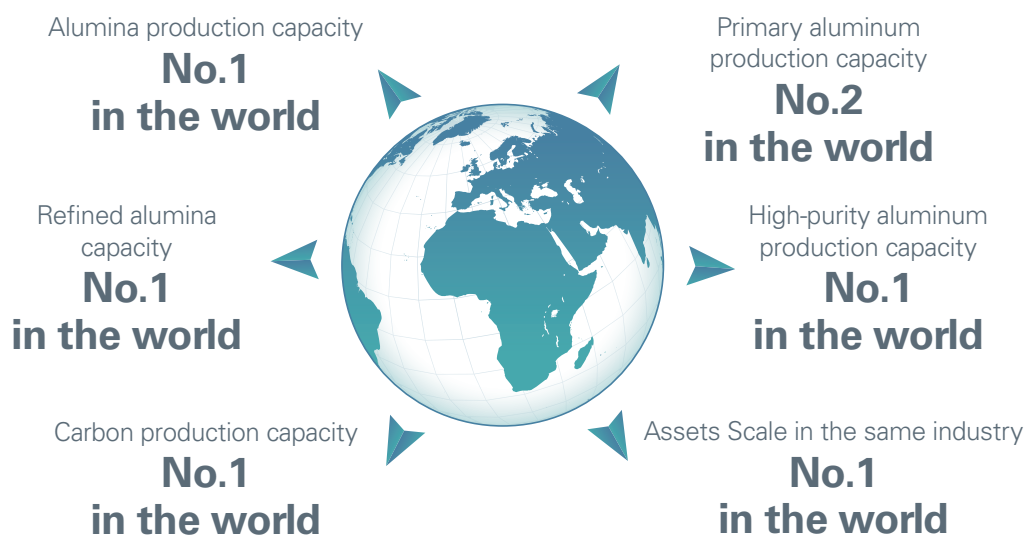 Alumina production capacity
No.1
in the world
Primary aluminum
production capacity
No.2
in the world
Refined alumina
capacity
No.1
in the world
High-purity aluminum
production capacity
No.1
in the world
Carbon production capacity
No.1
in the world
Assets Scale in the same industry
No.1
in the world